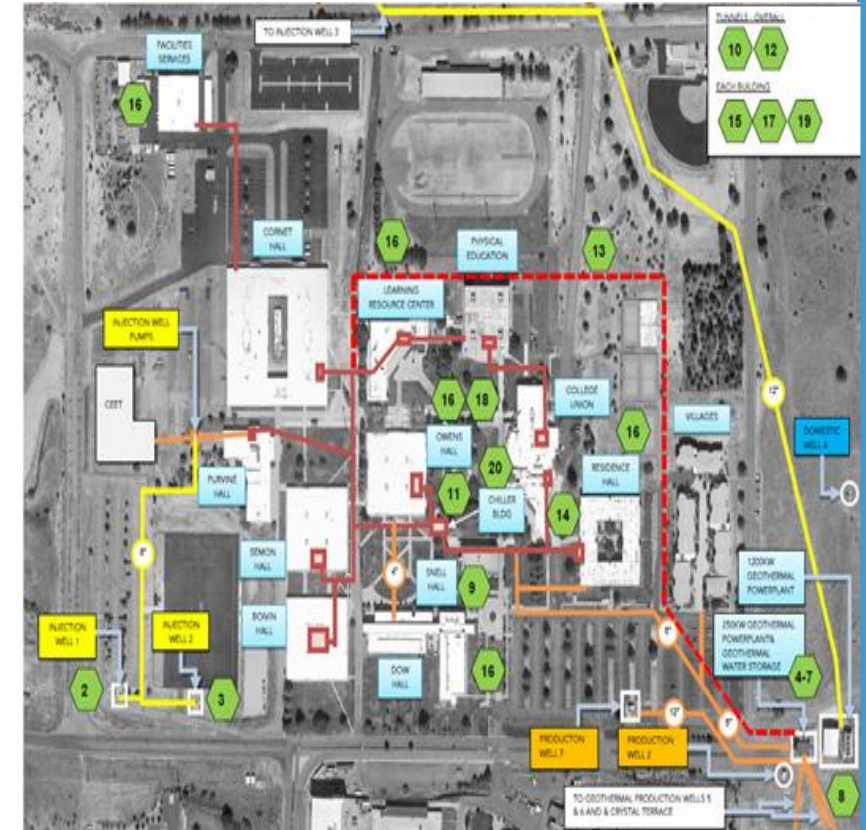 TO INJECTION WELL 3
FACILITIES
SERVICES
TUNNELS - OVERALL
10 12
EACH BUILDING
15 17 19
16
CORNET
HALL
16
PHYSICAL
EDUCATION
13
LEARNING
RESOURCE CENTER
INJECTION WELL
PUMPS
CEET
12"
COLLEGE
UNION
VILLAGES
16 18
16
DOMESTIC
WELL 4
OWENS
HALL
PURVINE
HALL
20
RESIDENCE
HALL
11
CHILLER
BLDG
14
SEMON
HALL
8"
4"
SNELL
HALL
9
1200KW
GEOTHERMAL
POWERPLANT
BOIVIN
HALL
INJECTION
WELL 1
INJECTION
WELL 2
250KW GEOTHERMAL
POWERPLANT&
GEOTHERMAL
WATER STORAGE
4-7
DOW
HALL
16
2
3
PRODUCTION
WELL 7
PRODUCTION
WELL 2
8
TO GEOTHERMAL PRODUCTION WELLS 5
& 6 AND & CRYSTAL TERRACE